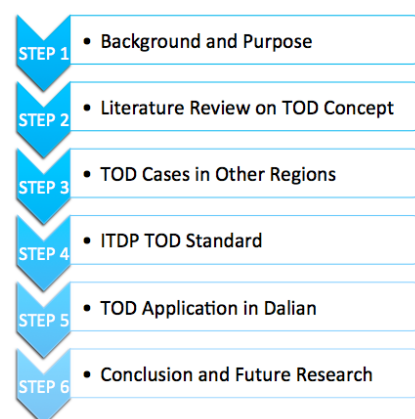 STEP 1 • Background and Purpose
STEP 2 • Literature Review on TOD Concept
STEP 3 • TOD Cases in Other Regions
STEP 4 • ITDP TOD Standard
STEP 5 • TOD Application in Dalian
STEP 6 • Conclusion and Future Research